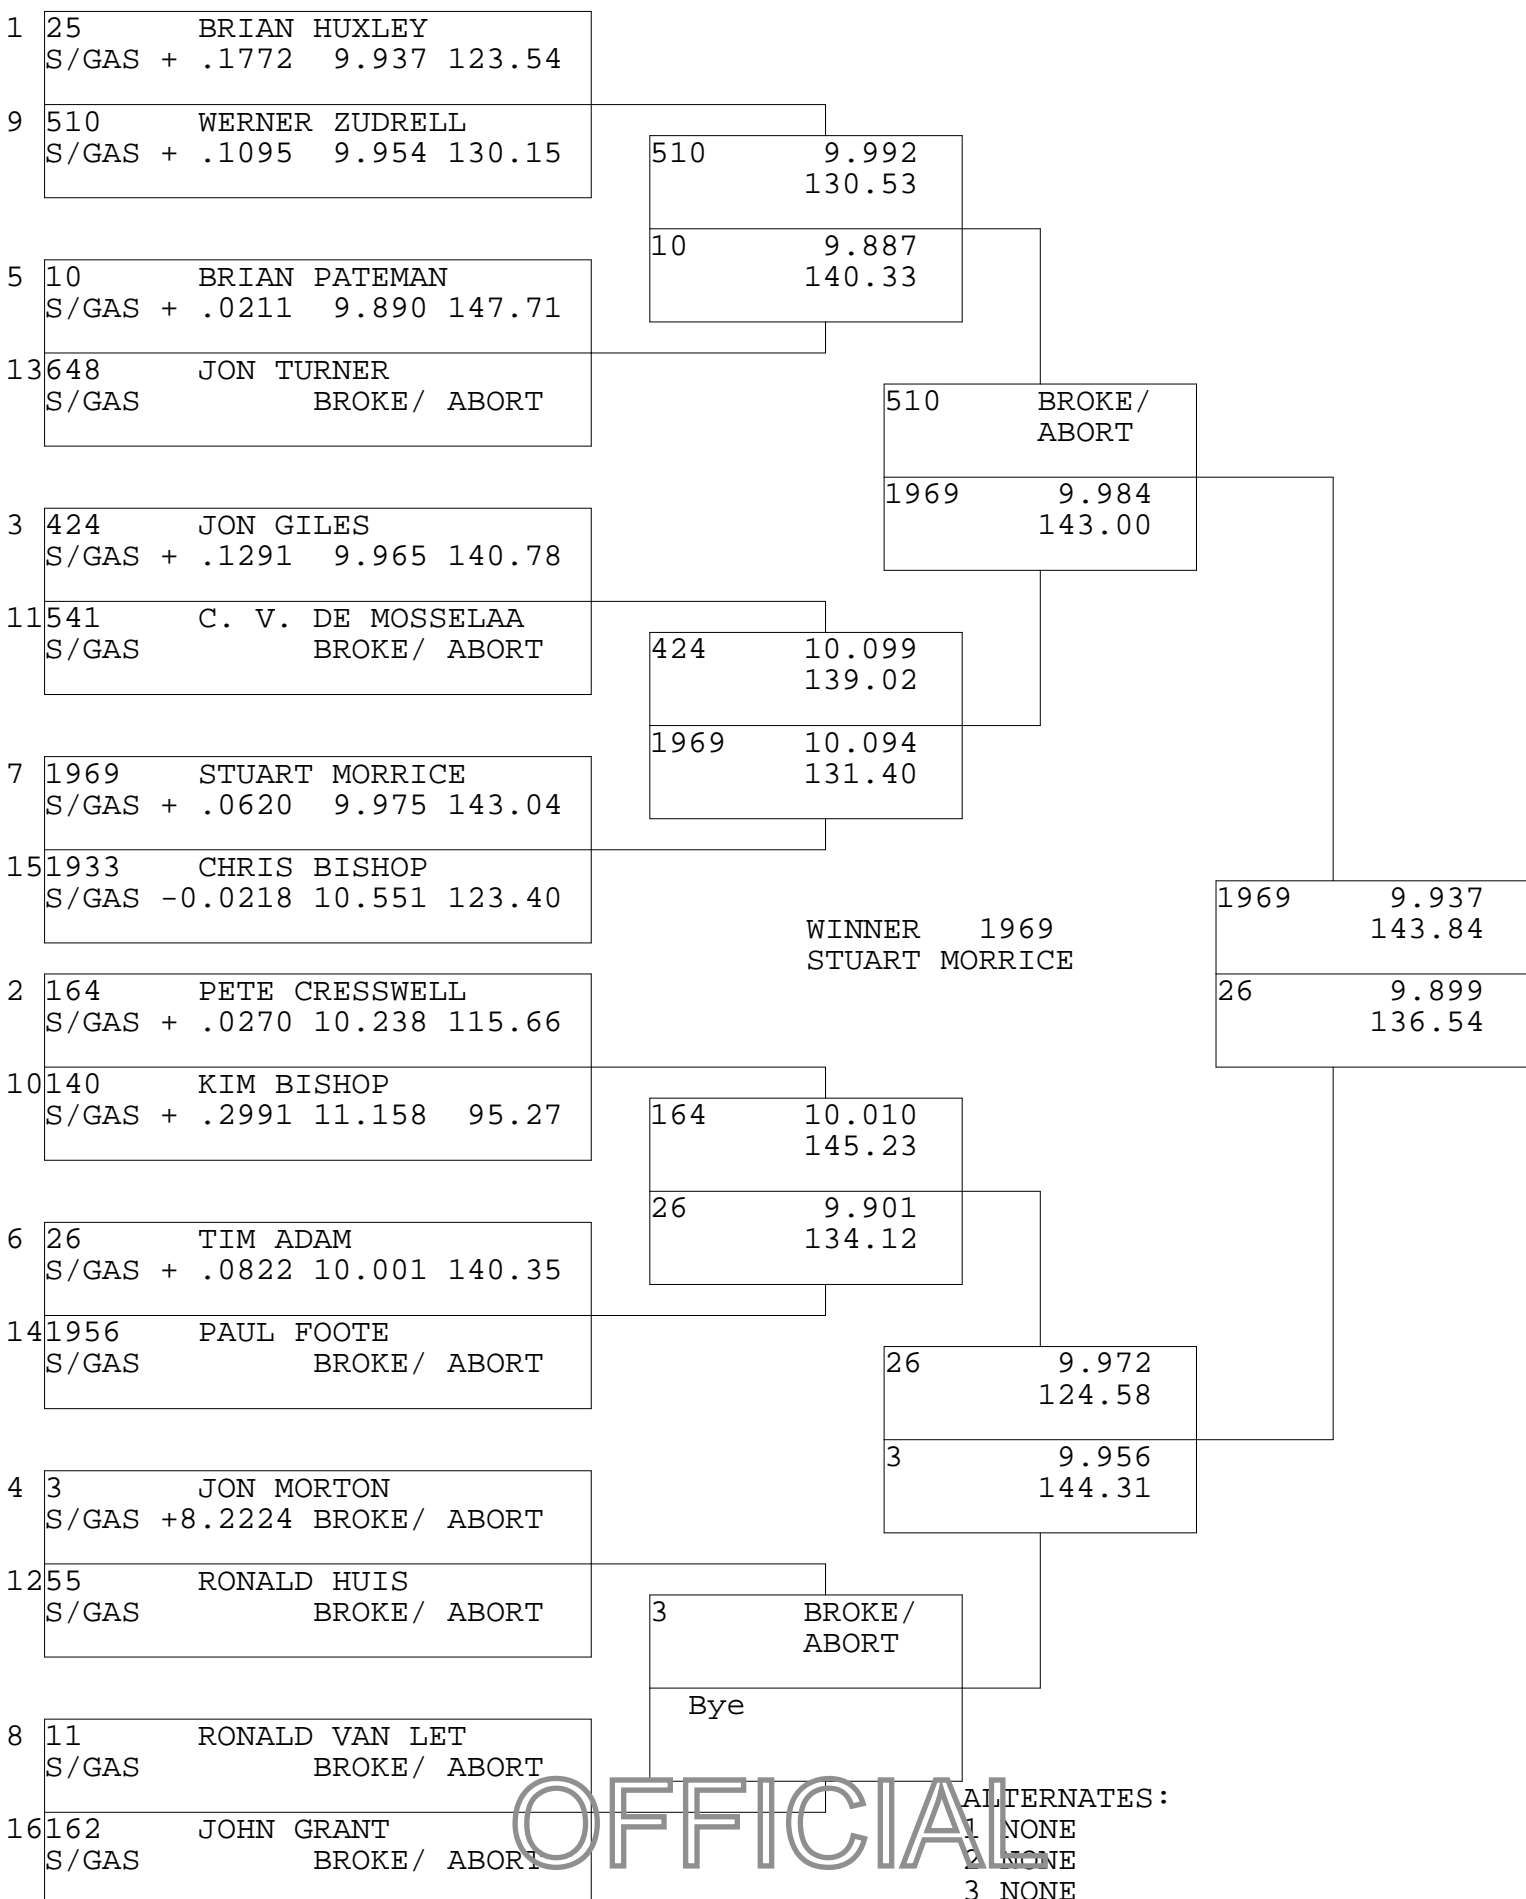 1 25 BRIAN HUXLEY
S/GAS + .1772 9.937 123.54
9 510 WERNER ZUDRELL
S/GAS + .1095 9.954 130.15
510 9.992
130.53
10 9.887
140.33
5 10 BRIAN PATEMAN
S/GAS + .0211 9.890 147.71
13 648 JON TURNER
S/GAS BROKE/ ABORT
510 BROKE/
ABORT
1969 9.984
143.00
3 424 JON GILES
S/GAS + .1291 9.965 140.78
11 541 C. V. DE MOSSELAA
S/GAS BROKE/ ABORT
424 10.099
139.02
1969 10.094
131.40
7 1969 STUART MORRICE
S/GAS + .0620 9.975 143.04
15 1933 CHRIS BISHOP
S/GAS -0.0218 10.551 123.40
1969 9.937
143.84
WINNER 1969
STUART MORRICE
26 9.899
136.54
2 164 PETE CRESSWELL
S/GAS + .0270 10.238 115.66
10 140 KIM BISHOP
S/GAS + .2991 11.158 95.27
164 10.010
145.23
26 9.901
134.12
6 26 TIM ADAM
S/GAS + .0822 10.001 140.35
14 1956 PAUL FOOTE
S/GAS BROKE/ ABORT
26 9.972
124.58
3 9.956
144.31
4 3 JON MORTON
S/GAS +8.2224 BROKE/ ABORT
12 55 RONALD HUIS
S/GAS BROKE/ ABORT
3 BROKE/
ABORT
Bye
8 11 RONALD VAN LET
S/GAS BROKE/ ABORT
16 162 JOHN GRANT
S/GAS BROKE/ ABORT
OFFICIAL
ALTERNATES:
1 NONE
2 NONE
3 NONE